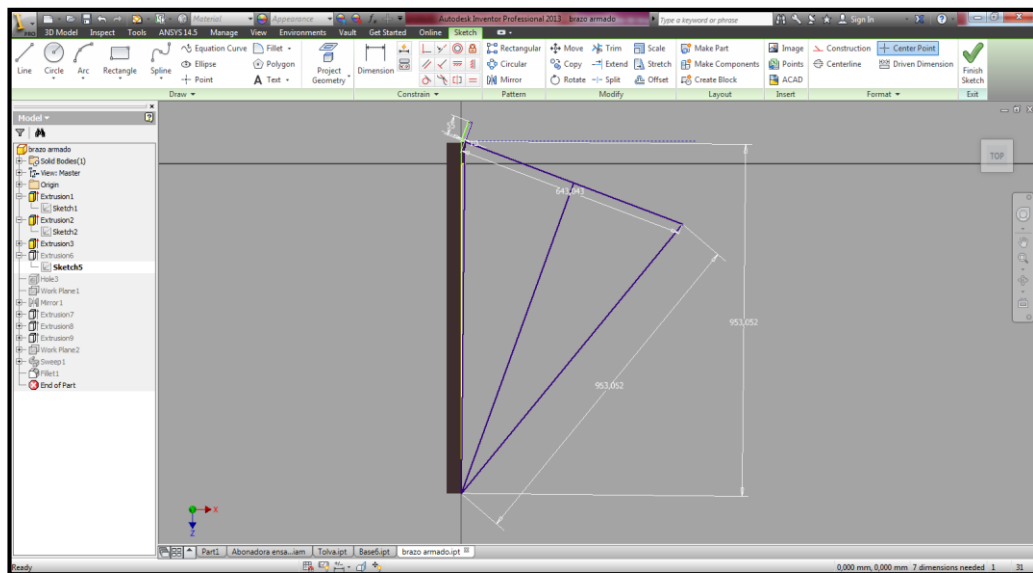 PRO
Material
Appearance
Autodesk Inventor Professional 2013 brazo armado
Type a keyword or phrase
Sign In
3D Model Inspect Tools ANSYS 14.5 Manage View Environments Vault Get Started Online Sketch
Line Circle Arc Rectangle Spline
Equation Curve Fillet
Ellipse Polygon
Point A Text
Project Geometry
Dimension
Rectangular
Circular
Mirror
Move Trim Scale
Copy Extend Stretch
Rotate Split Offset
Make Part
Make Components
Create Block
Image
Points
ACAD
Construction Center Point
Centerline Driven Dimension
Finish Sketch
Draw Constrain Pattern Modify Layout Insert Format Exit
Model
brazo armado
Solid Bodies(1)
View: Master
Origin
Extrusion1
Sketch1
Extrusion2
Sketch2
Extrusion3
Extrusion6
Sketch5
Hole3
Work Plane1
Mirror1
Extrusion7
Extrusion8
Extrusion9
Work Plane2
Sweep1
Fillet1
End of Part
TOP
643,043
953,052
953,052
X
Z
Part1 Abonadora ensa...iam Tolva.ipt Base6.ipt brazo armado.ipt
Ready
0,000 mm, 0,000 mm 7 dimensions needed 1 31